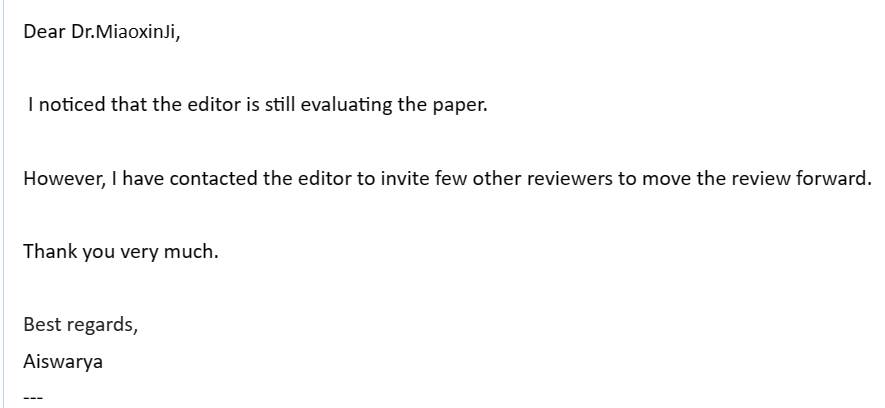 Dear Dr.MiaoxinJi,
I noticed that the editor is still evaluating the paper.
However, I have contacted the editor to invite few other reviewers to move the review forward.
Thank you very much.
Best regards,
Aiswarya
---